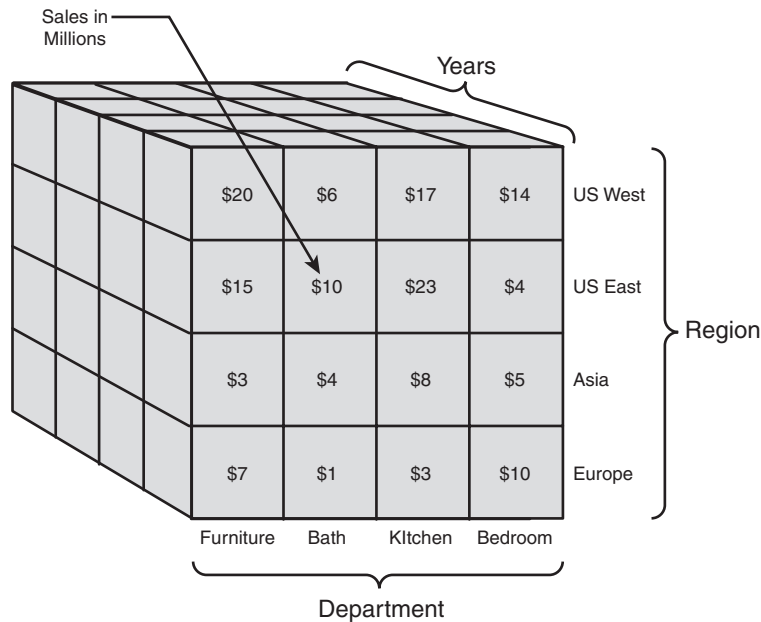 Sales in
Millions
Years
$20 $6 $17 $14 US West
$15 $10 $23 $4 US East
Region
$3 $4 $8 $5 Asia
$7 $1 $3 $10 Europe
Furniture Bath KItchen Bedroom
Department